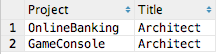 Project Title
1 OnlineBanking Architect
2 GameConsole Architect